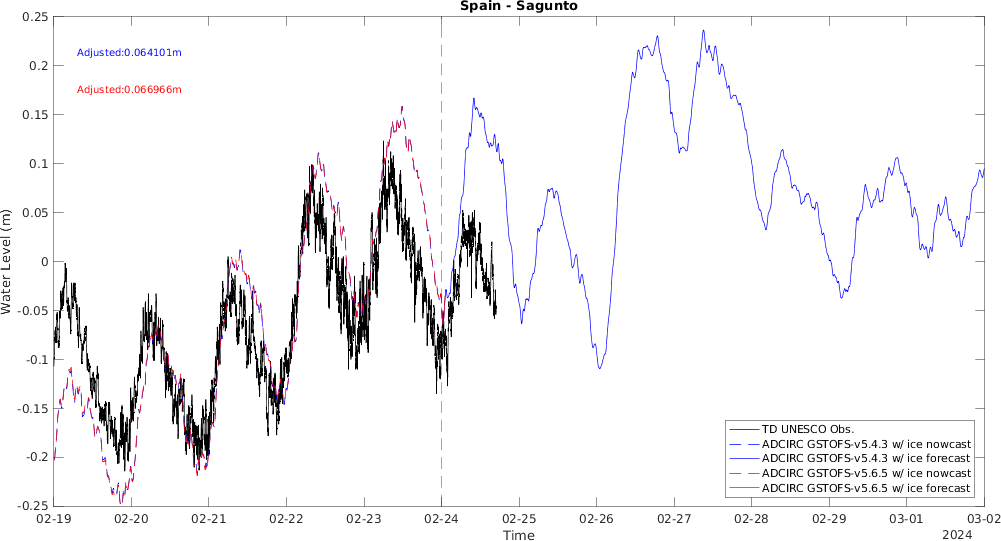 Spain - Sagunto
0.25
0.2
0.15
0.1
0.05
0
-0.05
-0.1
-0.15
-0.2
-0.25
Water Level (m)
Adjusted:0.064101m
Adjusted:0.066966m
TD UNESCO Obs.
ADCIRC GSTOFS-v5.4.3 w/ ice nowcast
ADCIRC GSTOFS-v5.4.3 w/ ice forecast
ADCIRC GSTOFS-v5.6.5 w/ ice nowcast
ADCIRC GSTOFS-v5.6.5 w/ ice forecast
02-19 02-20 02-21 02-22 02-23 02-24 02-25 02-26 02-27 02-28 02-29 03-01 03-02
Time
2024